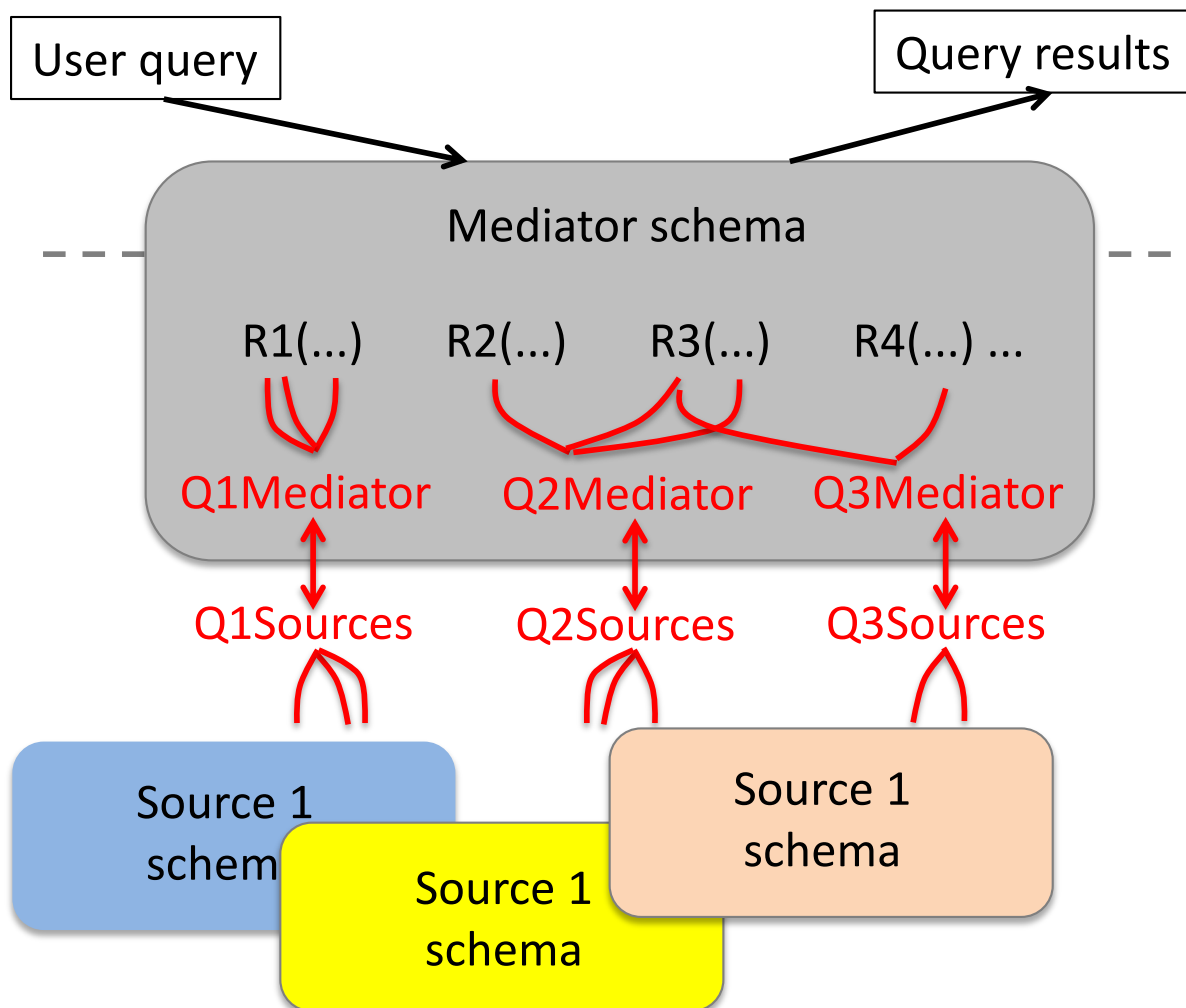 User query
Query results
Mediator schema
R1(...) R2(...) R3(...) R4(...) ...
Q1Mediator Q2Mediator Q3Mediator
Q1Sources Q2Sources Q3Sources
Source 1
schem
Source 1
schema
Source 1
schema